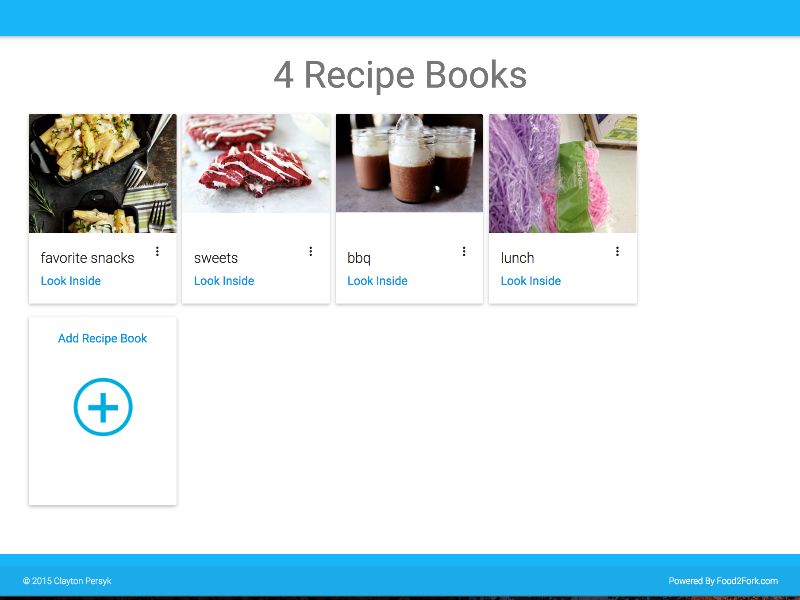 4 Recipe Books
favorite snacks
Look Inside
sweets
Look Inside
bbq
Look Inside
lunch
Look Inside
Add Recipe Book
© 2015 Clayton Persyk
Powered By Food2Fork.com